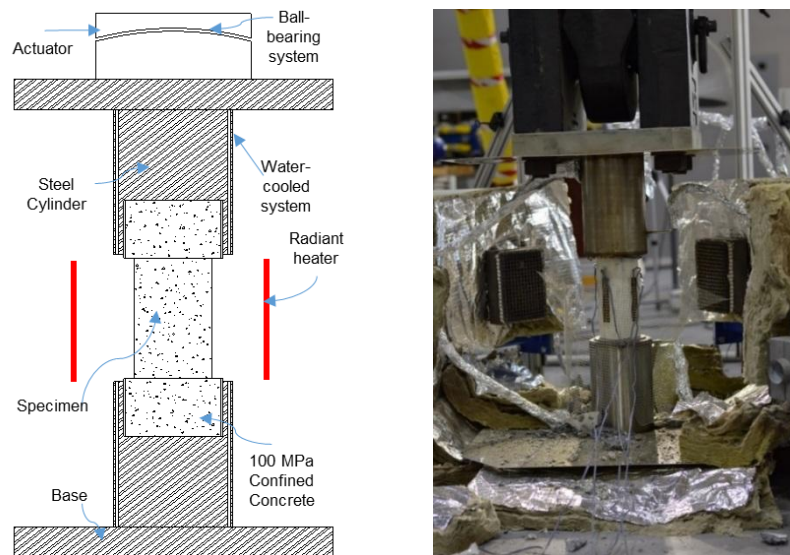 Actuator
Ball-
bearing
system
Steel
Cylinder
Water-
cooled
system
Radiant
heater
Specimen
100 MPa
Confined
Concrete
Base